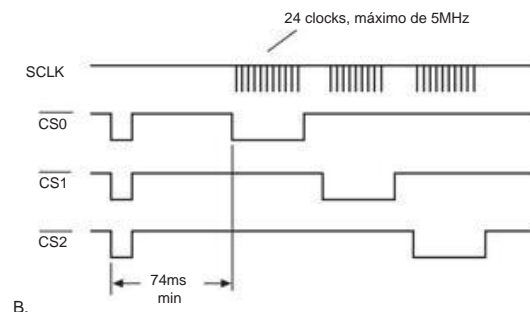 24 clocks, máximo de 5MHz
SCLK
CS0
CS1
CS2
74ms
min
B.